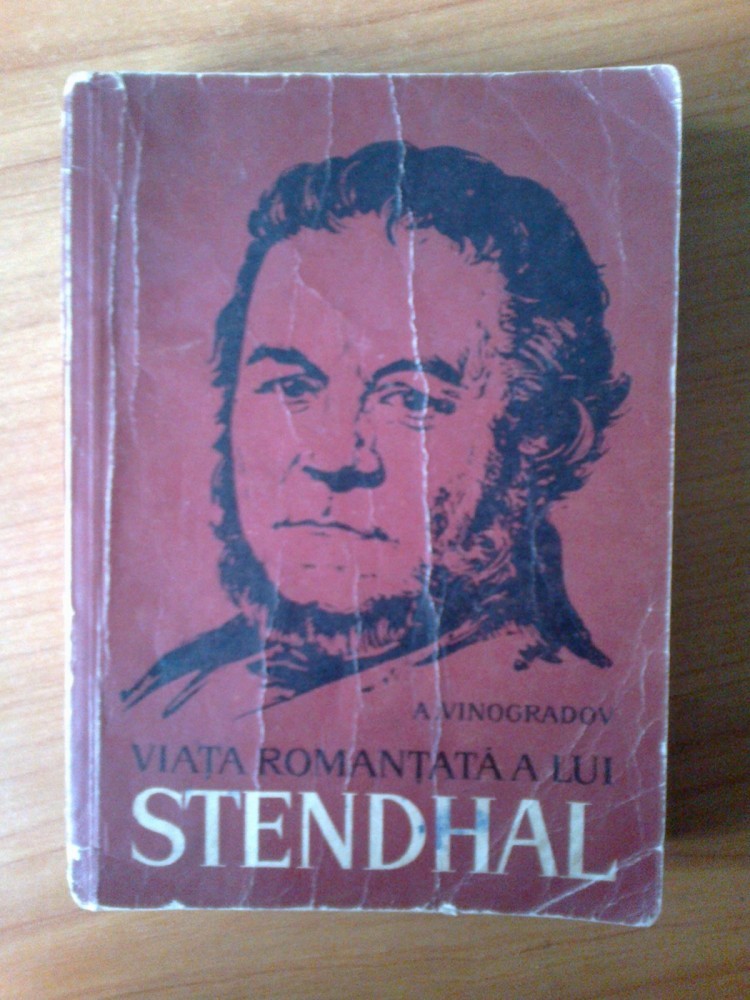 A. VINOGRADOV
VIAȚA ROMANȚATĂ A LUI
STENDHAL